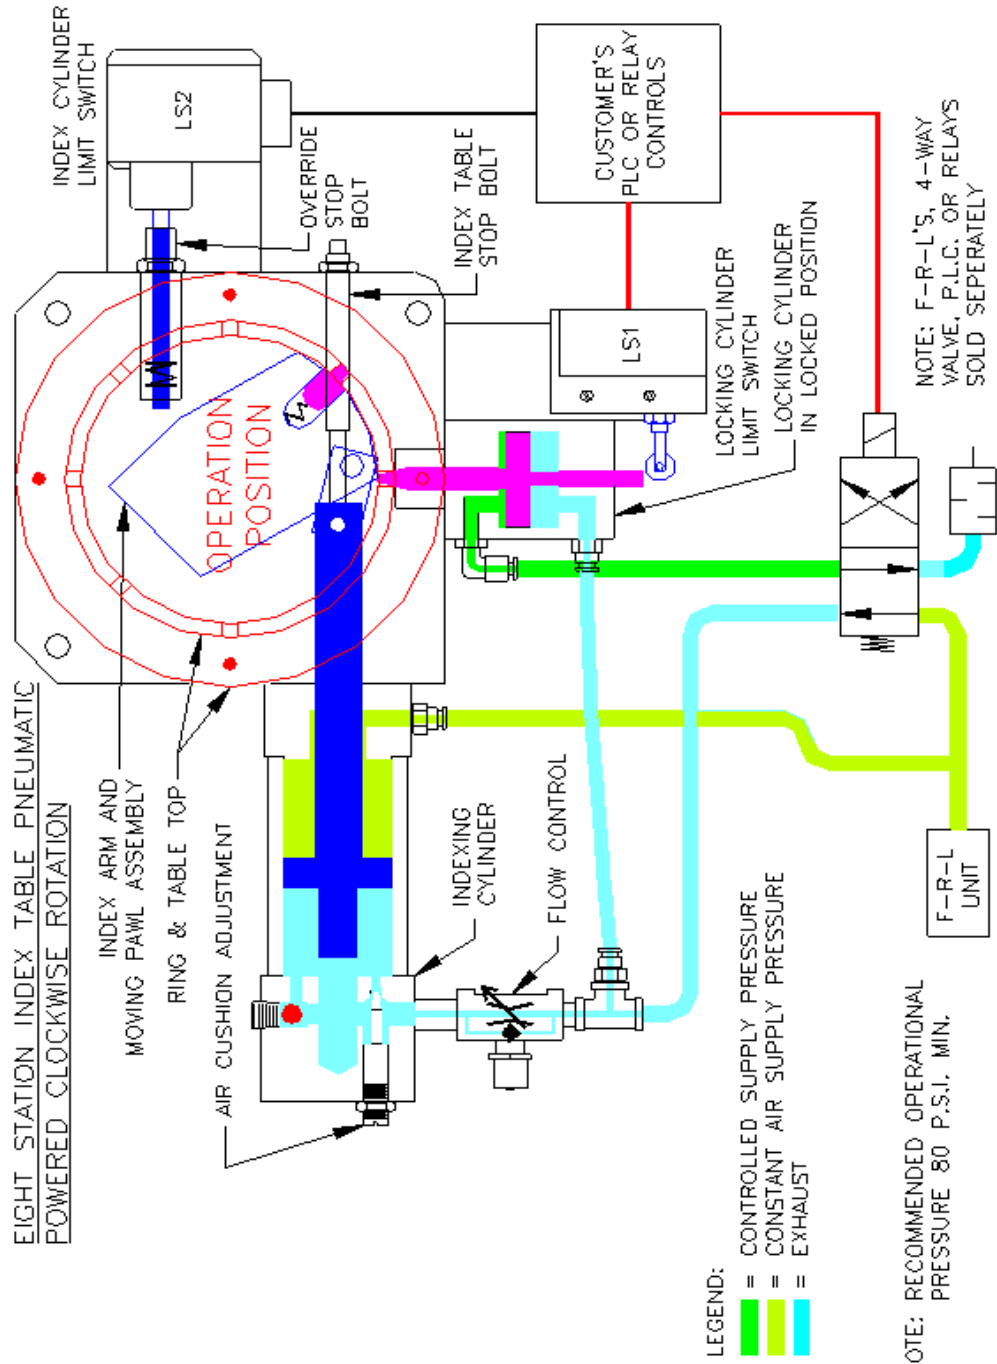 EIGHT STATION INDEX TABLE PNEUMATIC
POWERED CLOCKWISE ROTATION
INDEX ARM AND
MOVING PAWL ASSEMBLY
RING & TABLE TOP
AIR CUSHION ADJUSTMENT
INDEXING
CYLINDER
FLOW CONTROL
OPERATION
POSITION
INDEX CYLINDER
LIMIT SWITCH
LS2
OVERRIDE
STOP
BOLT
INDEX TABLE
STOP BOLT
CUSTOMER'S
PLC OR RELAY
CONTROLS
LS1
LOCKING CYLINDER
LIMIT SWITCH
LOCKING CYLINDER
IN LOCKED POSITION
NOTE: F-R-L'S, 4-WAY
VALVE, P.L.C. OR RELAYS
SOLD SEPERATELY
F-R-L
UNIT
LEGEND:
= CONTROLLED SUPPLY PRESSURE
= CONSTANT AIR SUPPLY PRESSURE
= EXHAUST
OTE: RECOMMENDED OPERATIONAL
PRESSURE 80 P.S.I. MIN.